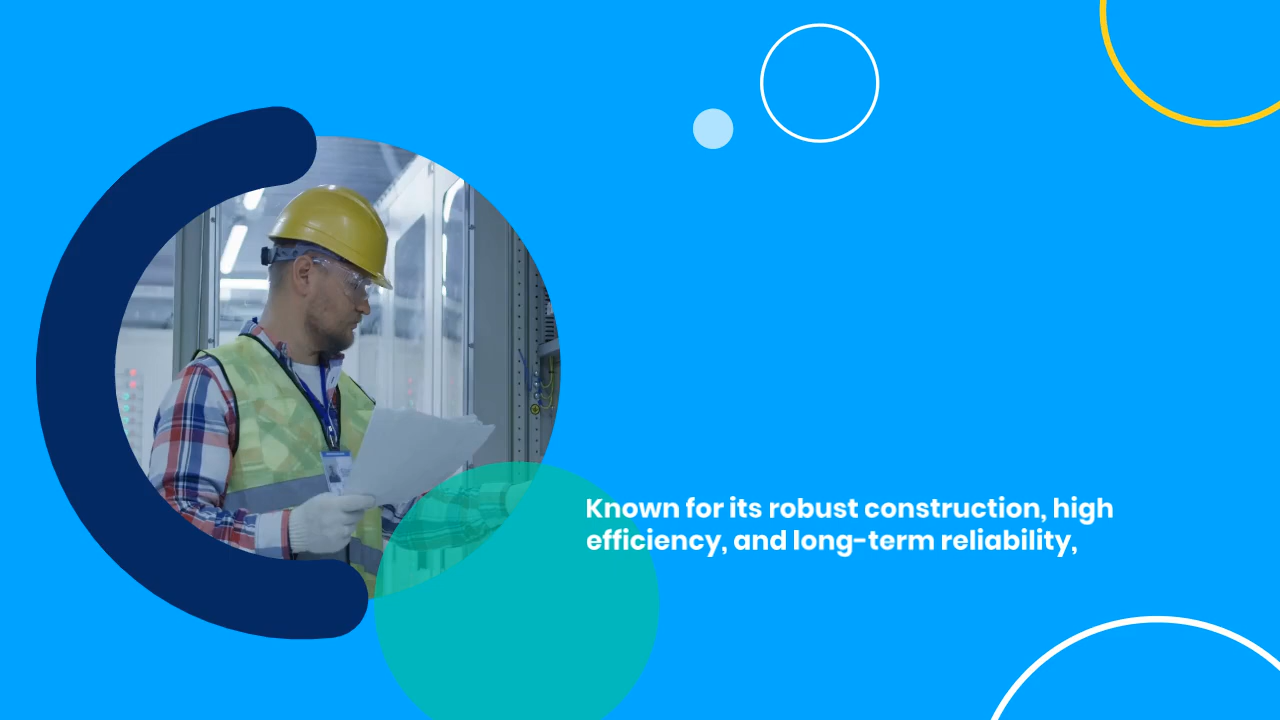 Known for its robust construction, high
efficiency, and long-term reliability,